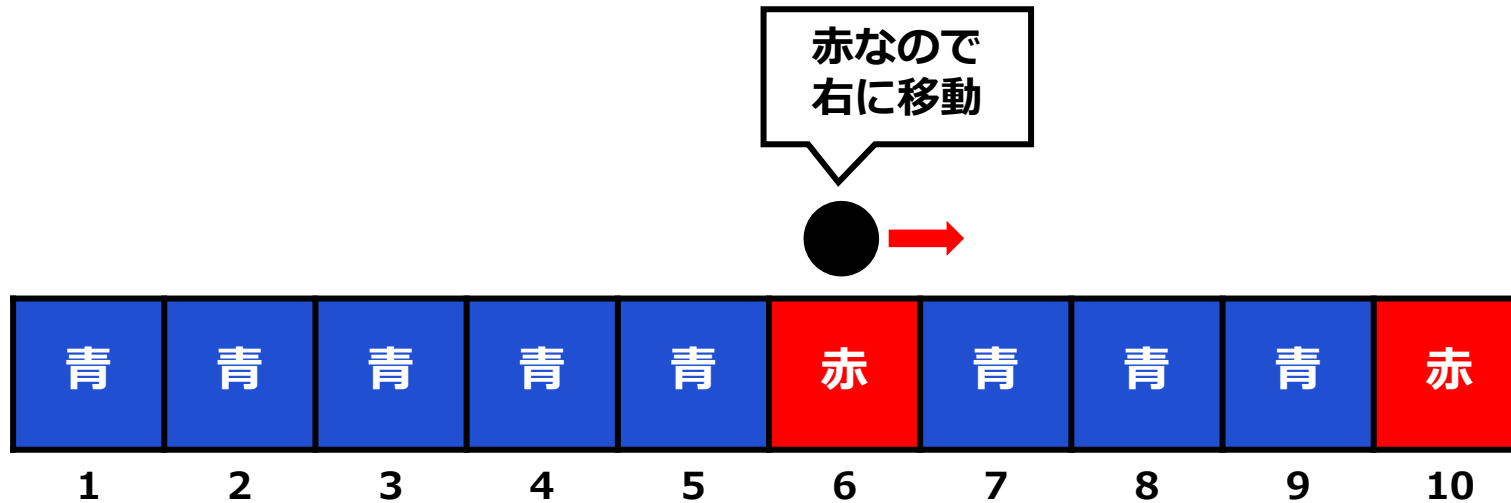 赤なので
右に移動
青 青 青 青 青 赤 青 青 青 赤
1 2 3 4 5 6 7 8 9 10